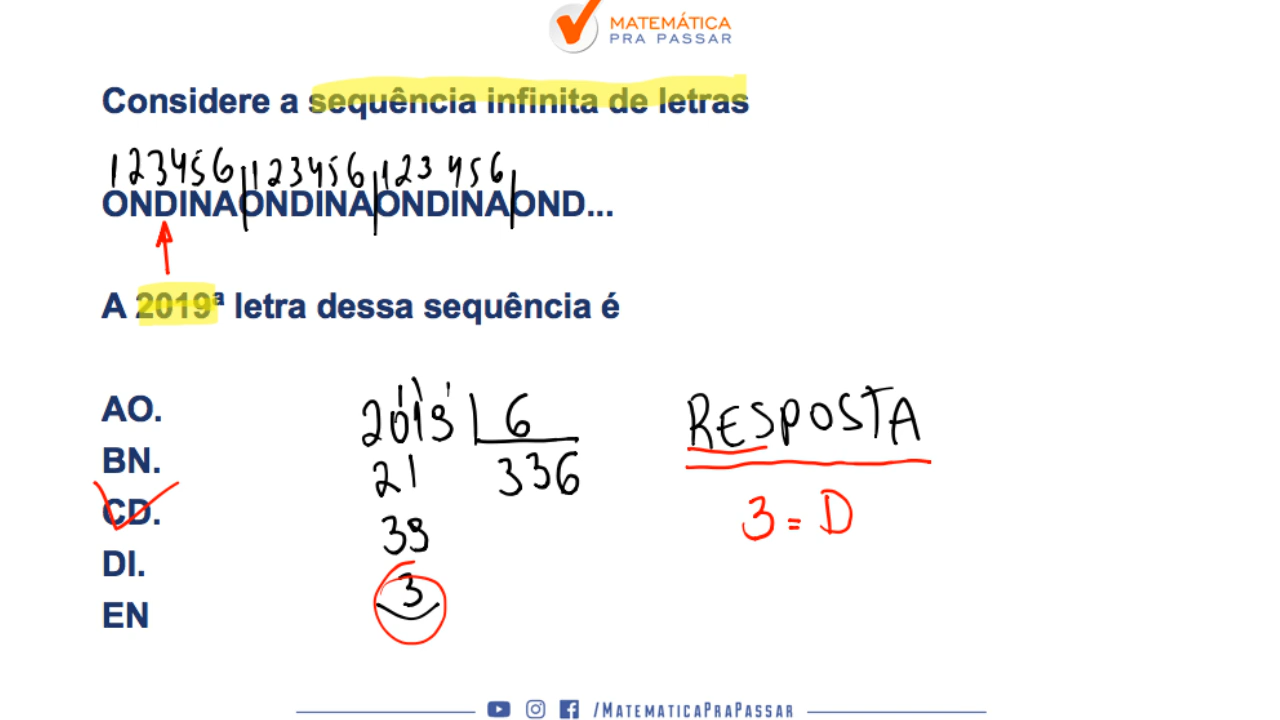 MATEMÁTICA
PRA PASSAR
Considere a sequência infinita de letras
123456 123456 123456
ONDINAONDINAONDINAOND...
A 2019ª letra dessa sequência é
AO.
BN.
CD.
DI.
EN
2019 6
21 336
39
3
RESPOSTA
3 = D
/MATEMATICAPRAPASSAR